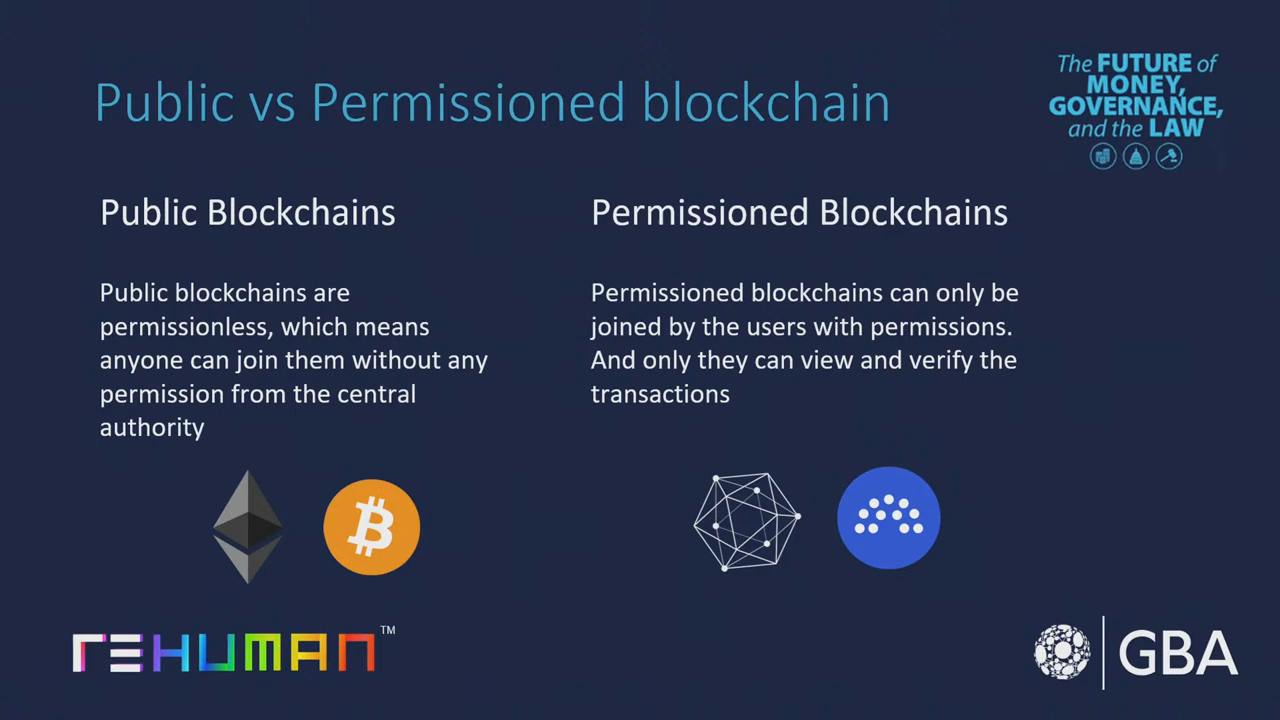 Public vs Permissioned blockchain
The FUTURE of
MONEY,
GOVERNANCE,
and the LAW
Public Blockchains
Public blockchains are
permissionless, which means
anyone can join them without any
permission from the central
authority
Permissioned Blockchains
Permissioned blockchains can only be
joined by the users with permissions.
And only they can view and verify the
transactions
rEHUMAN™
GBA